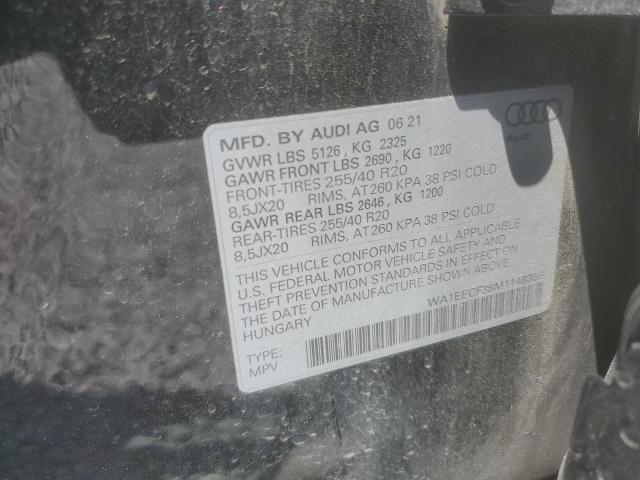 MFD. BY AUDI AG 06 21
GVWR LBS 5126, KG 2325
GAWR FRONT LBS 2690, KG 1220
FRONT-TIRES 255/40 R20
8,5JX20 RIMS, AT260 KPA 38 PSI COLD
GAWR REAR LBS 2646, KG 1200
REAR-TIRES 255/40 R20
8,5JX20 RIMS, AT260 KPA 38 PSI COLD
THIS VEHICLE CONFORMS TO ALL APPLICABLE
U.S. FEDERAL MOTOR VEHICLE SAFETY AND
THEFT PREVENTION STANDARDS IN EFFECT ON
THE DATE OF MANUFACTURE SHOWN ABOVE.
HUNGARY
WA1EECF3SM1149356
TYPE:
MPV
Audi